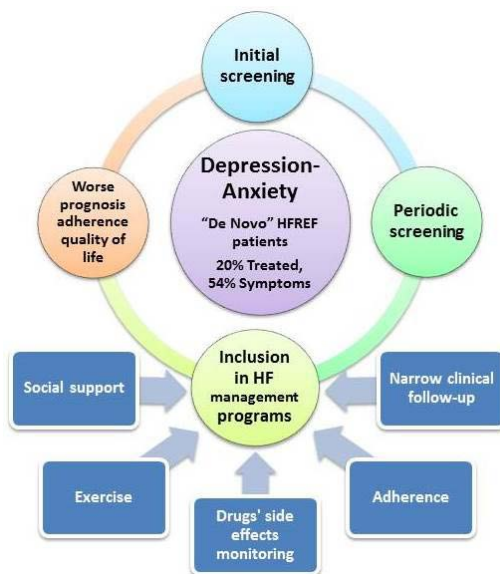 Initial
screening
Depression-
Anxiety
"De Novo" HFREF
patients
20% Treated,
54% Symptoms
Worse
prognosis
adherence
quality of
life
Periodic
screening
Inclusion
in HF
management
programs
Social support
Narrow clinical
follow-up
Exercise
Drugs' side
effects
monitoring
Adherence